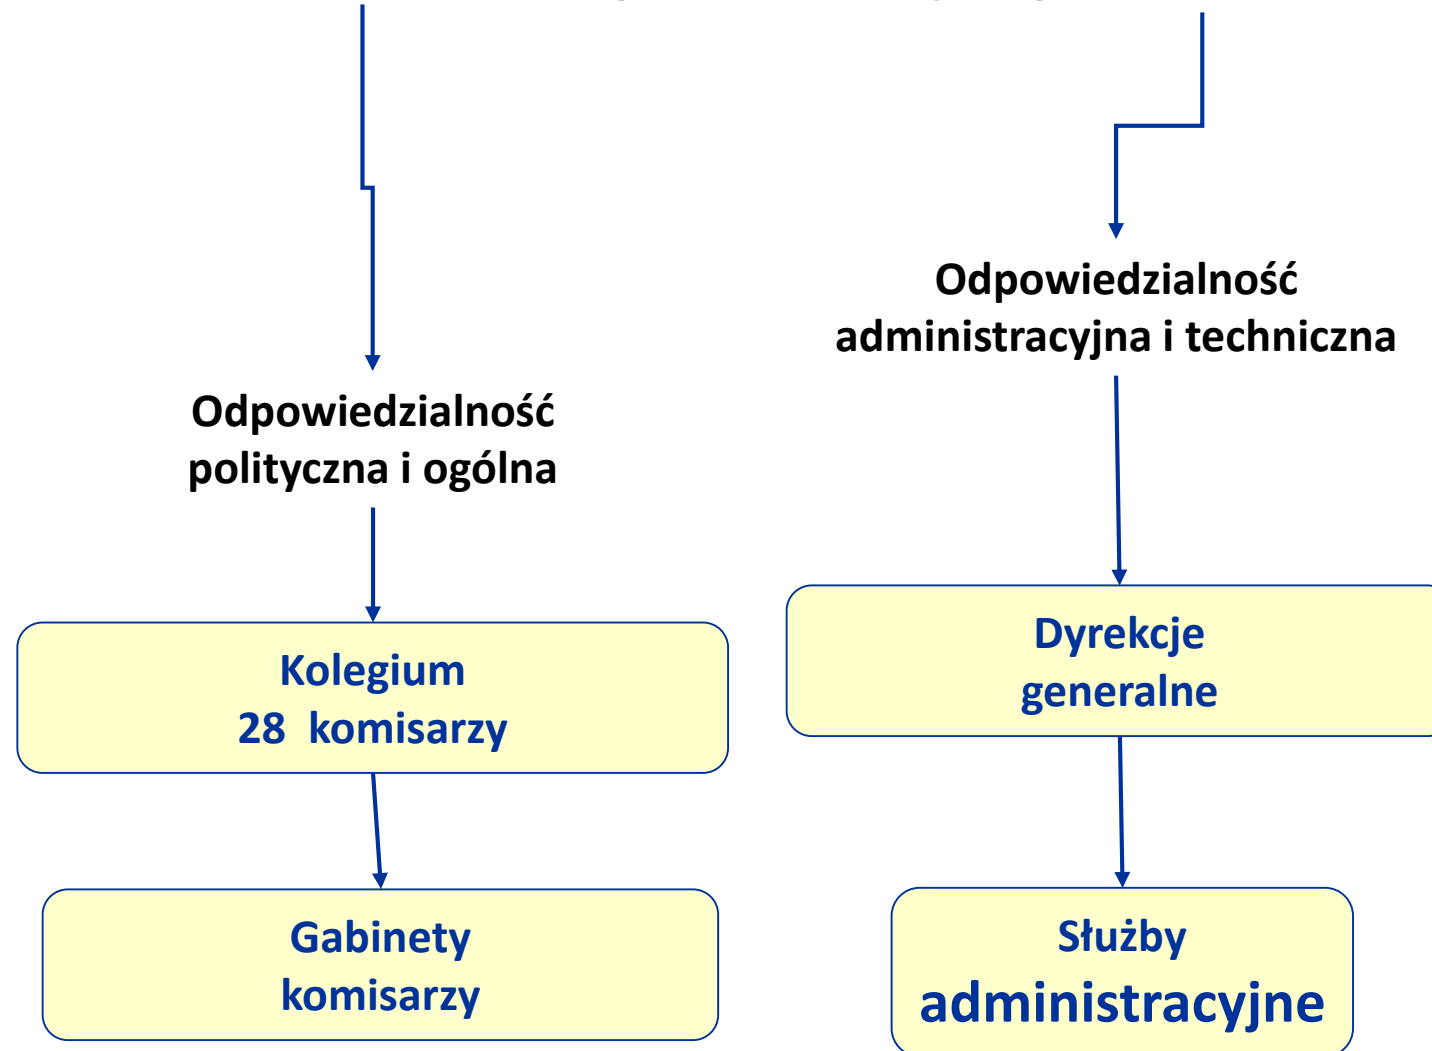 Odpowiedzialność
polityczna i ogólna
Kolegium
28 komisarzy
Gabinety
komisarzy
Odpowiedzialność
administracyjna i techniczna
Dyrekcje
generalne
Służby
administracyjne